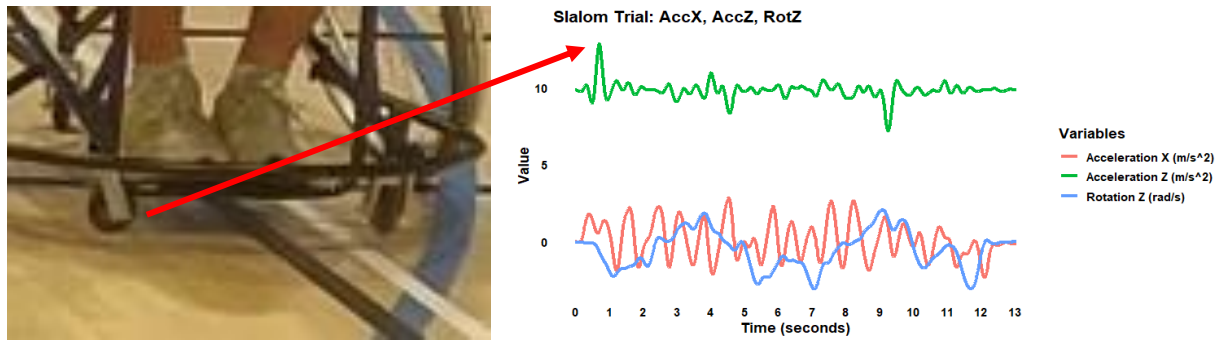 Slalom Trial: AccX, AccZ, RotZ
10
5
0
Value
0 1 2 3 4 5 6 7 8 9 10 11 12 13
Time (seconds)
Variables
Acceleration X (m/s^2)
Acceleration Z (m/s^2)
Rotation Z (rad/s)